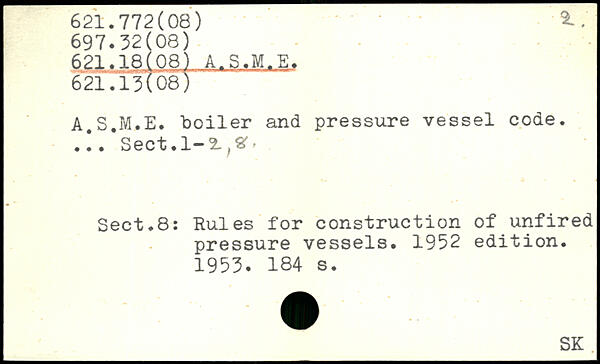 621.772(08)
2.
697.32(08)
621.18(08) A.S.M.E.
621.13(08)
A.S.M.E. boiler and pressure vessel code.
... Sect.1-2,8.
Sect.8: Rules for construction of unfired
pressure vessels. 1952 edition.
1953. 184 s.
SK